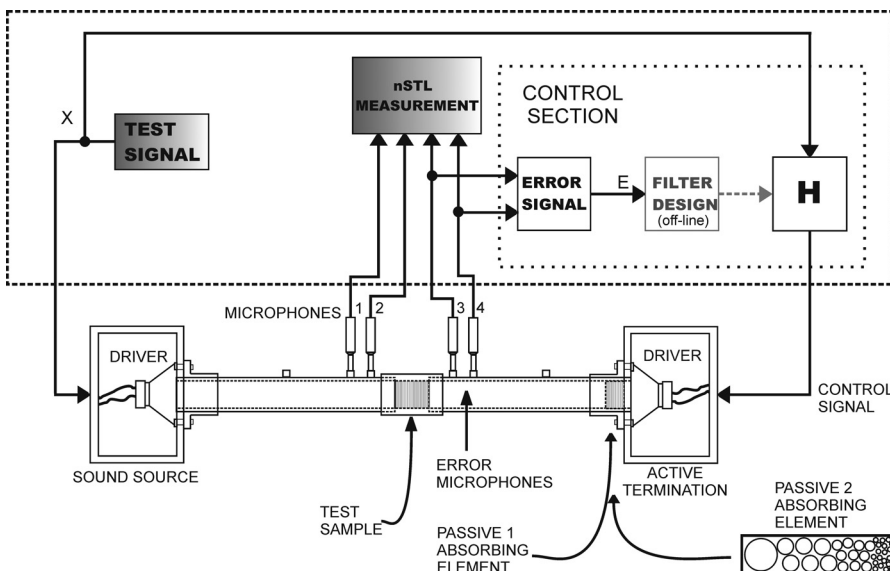 X
TEST
SIGNAL
nSTL
MEASUREMENT
CONTROL
SECTION
ERROR
SIGNAL
E
FILTER
DESIGN
(off-line)
H
MICROPHONES
1
2
3
4
DRIVER
DRIVER
CONTROL
SIGNAL
SOUND SOURCE
TEST
SAMPLE
ERROR
MICROPHONES
ACTIVE
TERMINATION
PASSIVE 1
ABSORBING
ELEMENT
PASSIVE 2
ABSORBING
ELEMENT